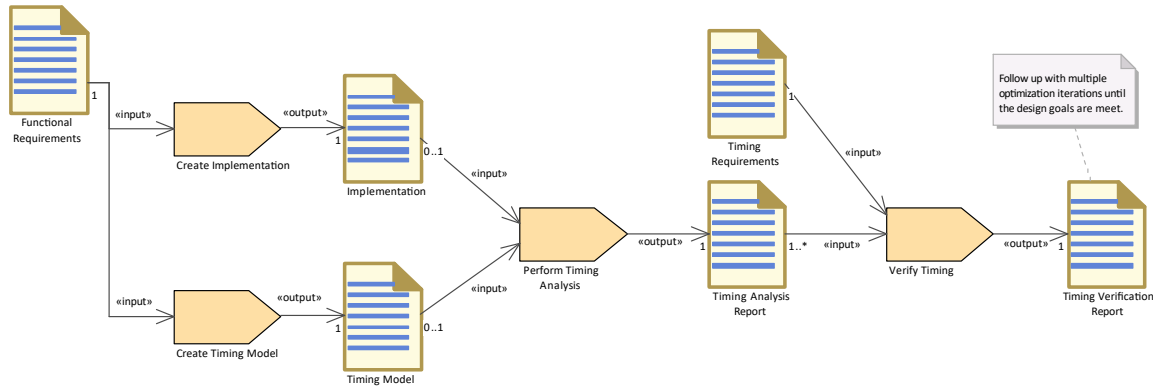 Functional
Requirements
1
«input»
Create Implementation
«output»
1
Implementation
0..1
«input»
«input»
Create Timing Model
«output»
1
Timing Model
0..1
«input»
Perform Timing
Analysis
«output»
1
Timing Analysis
Report
1..*
«input»
Timing
Requirements
1
«input»
Verify Timing
«output»
1
Timing Verification
Report
Follow up with multiple
optimization iterations until
the design goals are meet.